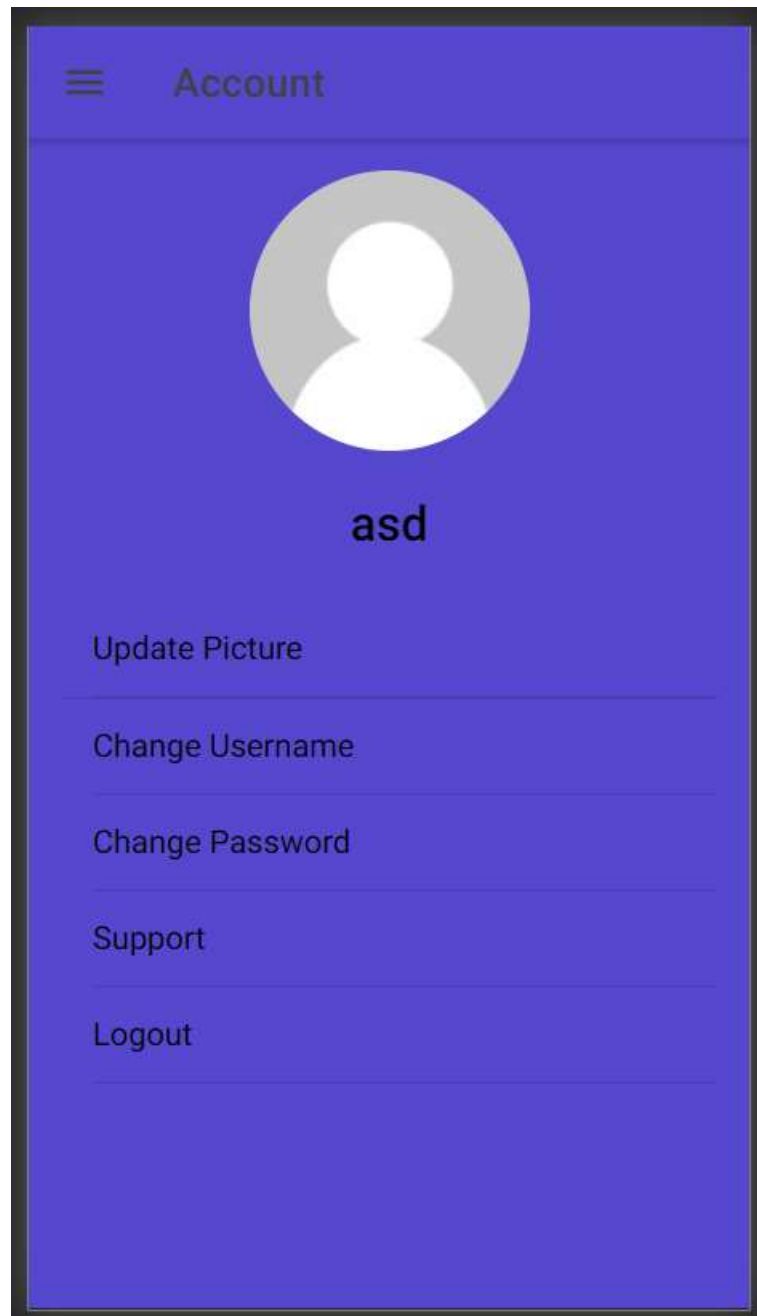 Account
asd
Update Picture
Change Username
Change Password
Support
Logout